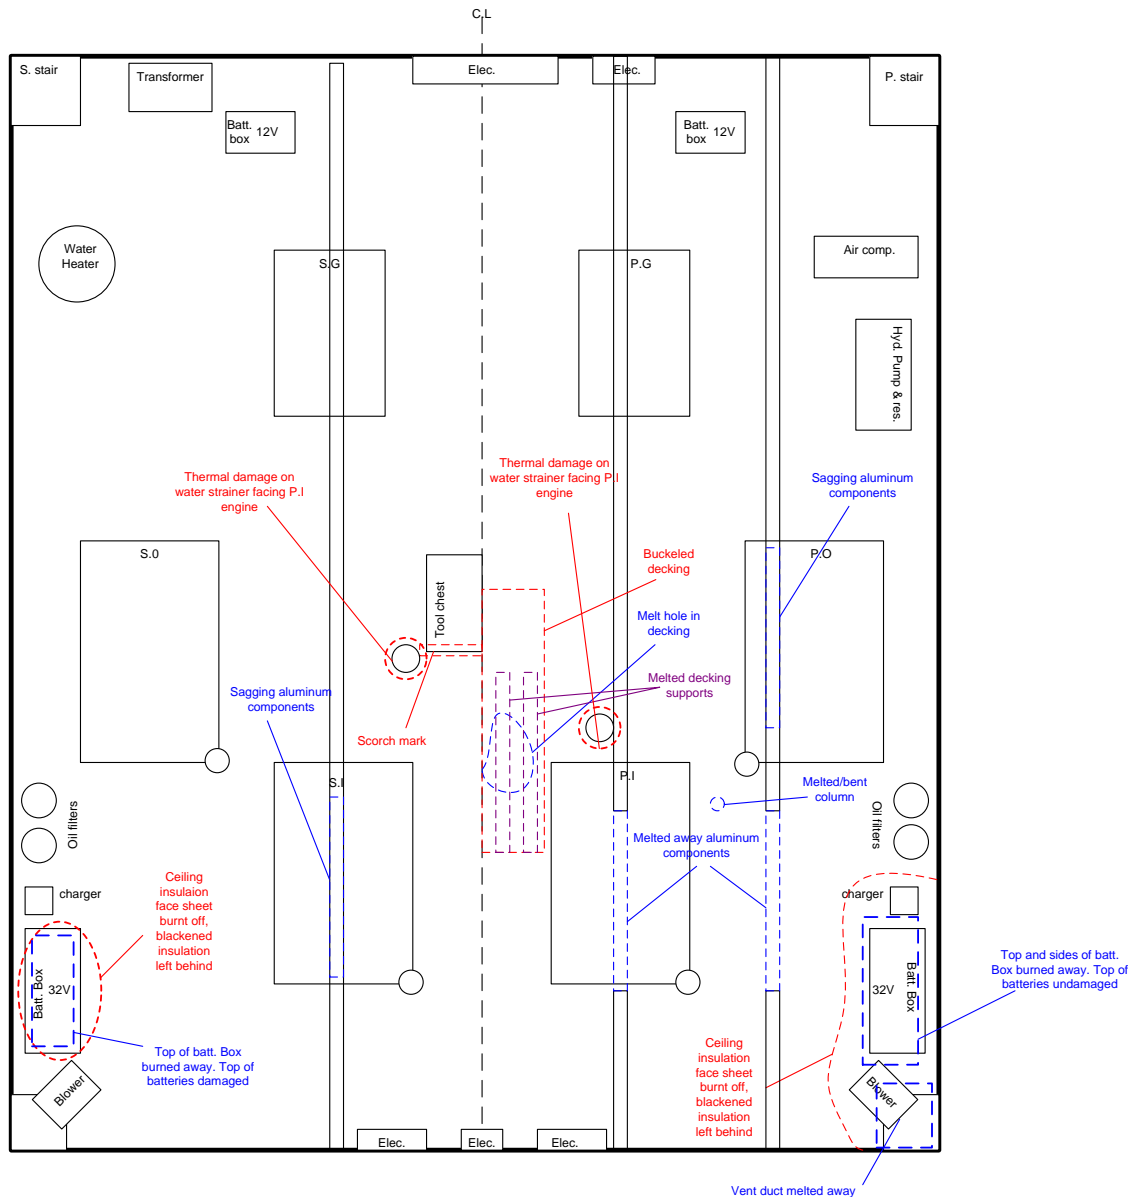 C.L
S. stair
Transformer
Elec.
Elec.
P. stair
Batt.
box
12V
Batt.
box
12V
Water
Heater
S.G
P.G
Air comp.
Hyd. Pump & res.
Thermal damage on
water strainer facing P.I
engine
Thermal damage on
water strainer facing P.I
engine
Sagging aluminum
components
S.0
P.O
Buckeled
decking
Tool chest
Melt hole in
decking
Melted decking
supports
Sagging aluminum
components
Scorch mark
S.I
P.I
Melted/bent
column
Oil filters
Oil filters
Melted away aluminum
components
Ceiling
insulaion
face sheet
burnt off,
blackened
insulation
left behind
charger
charger
Batt. Box
32V
32V
Batt. Box
Top and sides of batt.
Box burned away. Top of
batteries undamaged
Top of batt. Box
burned away. Top of
batteries damaged
Ceiling
insulation
face sheet
burnt off,
blackened
insulation
left behind
Blower
Blower
Elec.
Elec.
Elec.
Vent duct melted away